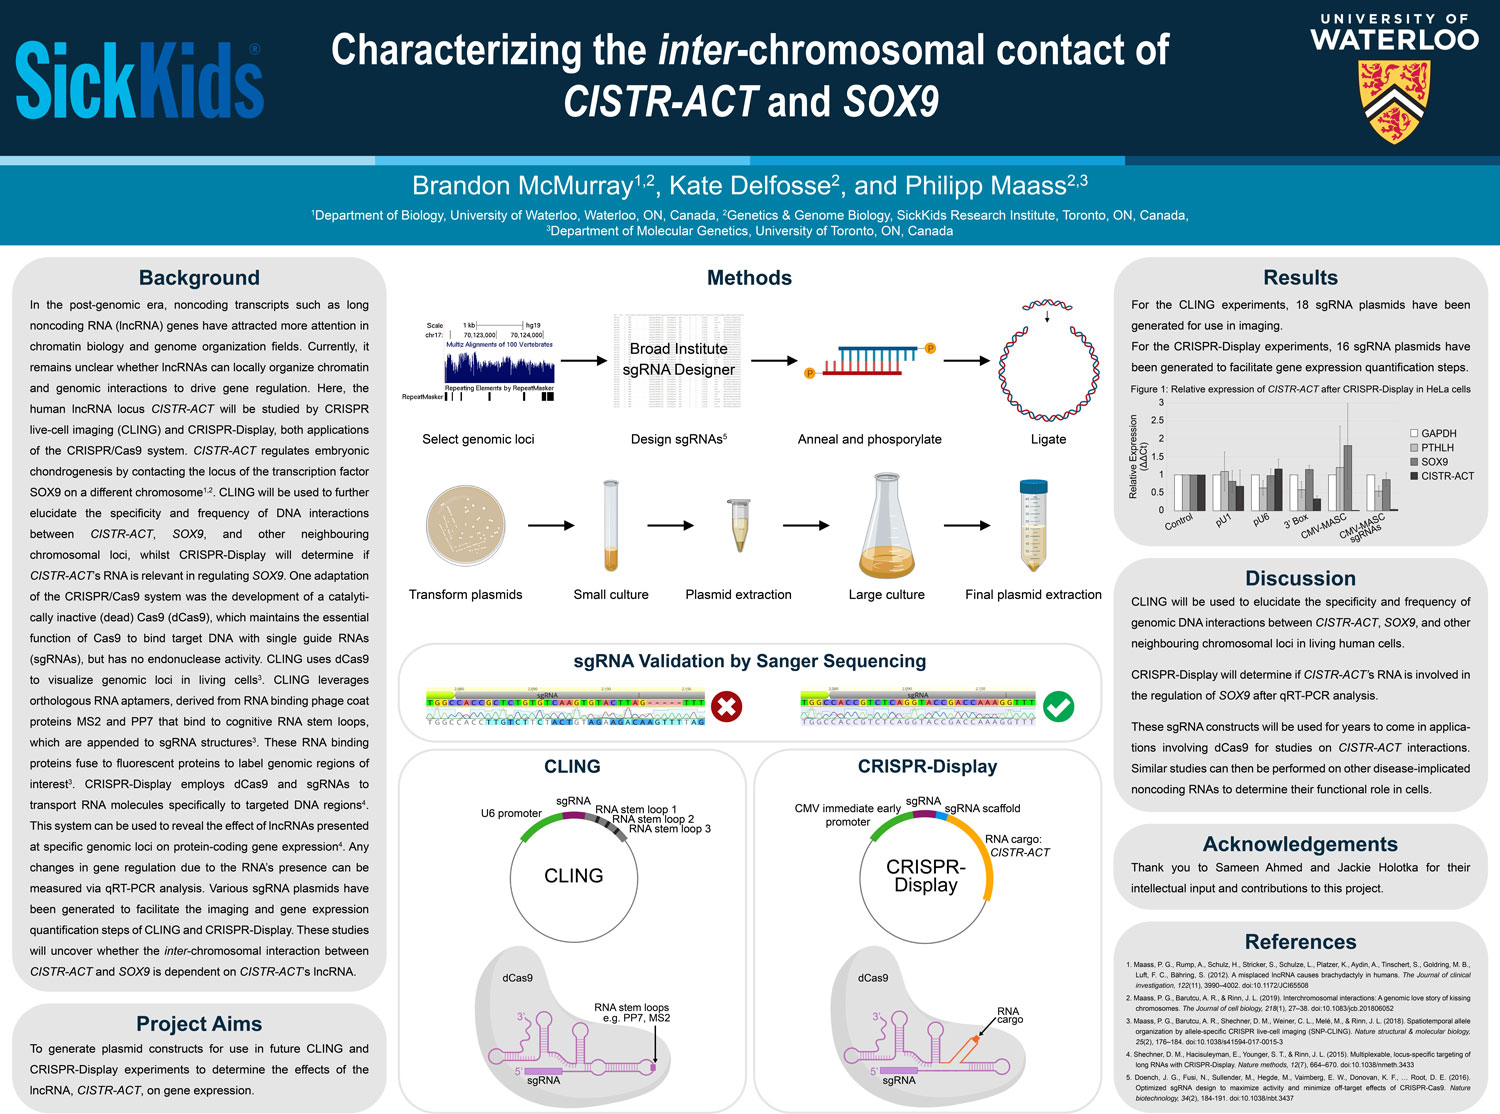 SickKids®
Characterizing the inter-chromosomal contact of
CISTR-ACT and SOX9
UNIVERSITY OF
WATERLOO
Brandon McMurray1,2, Kate Delfosse2, and Philipp Maass2,3
1Department of Biology, University of Waterloo, Waterloo, ON, Canada, 2Genetics & Genome Biology, SickKids Research Institute, Toronto, ON, Canada,
3Department of Molecular Genetics, University of Toronto, ON, Canada
Background
In the post-genomic era, noncoding transcripts such as long
noncoding RNA (lncRNA) genes have attracted more attention in
chromatin biology and genome organization fields. Currently, it
remains unclear whether lncRNAs can locally organize chromatin
and genomic interactions to drive gene regulation. Here, the
human lncRNA locus CISTR-ACT will be studied by CRISPR
live-cell imaging (CLING) and CRISPR-Display, both applications
of the CRISPR/Cas9 system. CISTR-ACT regulates embryonic
chondrogenesis by contacting the locus of the transcription factor
SOX9 on a different chromosome1,2. CLING will be used to further
elucidate the specificity and frequency of DNA interactions
between CISTR-ACT, SOX9, and other neighbouring
chromosomal loci, whilst CRISPR-Display will determine if
CISTR-ACT's RNA is relevant in regulating SOX9. One adaptation
of the CRISPR/Cas9 system was the development of a catalyti-
cally inactive (dead) Cas9 (dCas9), which maintains the essential
function of Cas9 to bind target DNA with single guide RNAs
(sgRNAs), but has no endonuclease activity. CLING uses dCas9
to visualize genomic loci in living cells3. CLING leverages
orthologous RNA aptamers, derived from RNA binding phage coat
proteins MS2 and PP7 that bind to cognitive RNA stem loops,
which are appended to sgRNA structures3. These RNA binding
proteins fuse to fluorescent proteins to label genomic regions of
interest3. CRISPR-Display employs dCas9 and sgRNAs to
transport RNA molecules specifically to targeted DNA regions4.
This system can be used to reveal the effect of lncRNAs presented
at specific genomic loci on protein-coding gene expression4. Any
changes in gene regulation due to the RNA's presence can be
measured via qRT-PCR analysis. Various sgRNA plasmids have
been generated to facilitate the imaging and gene expression
quantification steps of CLING and CRISPR-Display. These studies
will uncover whether the inter-chromosomal interaction between
CISTR-ACT and SOX9 is dependent on CISTR-ACT's lncRNA.
Project Aims
To generate plasmid constructs for use in future CLING and
CRISPR-Display experiments to determine the effects of the
lncRNA, CISTR-ACT, on gene expression.
Methods
Scale 1 kb hg19
chr17: 70,123,000 70,124,000
Multiz Alignments of 100 Vertebrates
Repeating Elements by RepeatMasker
RepeatMasker
Broad Institute
sgRNA Designer
P
P
Select genomic loci
Design sgRNAs5
Anneal and phosporylate
Ligate
Transform plasmids
Small culture
Plasmid extraction
Large culture
Final plasmid extraction
sgRNA Validation by Sanger Sequencing
sgRNA
TGGCCACCGCTCTGTGTCAAGTGTACTTAG-----TTT
sgRNA
TGGCCACCGTCTCAGGTACCGACCAAAGGTTT
CLING
U6 promoter
sgRNA
RNA stem loop 1
RNA stem loop 2
RNA stem loop 3
CLING
dCas9
RNA stem loops
e.g. PP7, MS2
3'
5'
sgRNA
CRISPR-Display
CMV immediate early
promoter
sgRNA
sgRNA scaffold
RNA cargo:
CISTR-ACT
CRISPR-
Display
dCas9
RNA
cargo
3'
5'
sgRNA
Results
For the CLING experiments, 18 sgRNA plasmids have been
generated for use in imaging.
For the CRISPR-Display experiments, 16 sgRNA plasmids have
been generated to facilitate gene expression quantification steps.
Figure 1: Relative expression of CISTR-ACT after CRISPR-Display in HeLa cells
Relative Expression
(ΔΔCt)
3
2.5
2
1.5
1
0.5
0
Control
pU1
pU6
3' Box
CMV-MASC
CMV-MASC
sgRNAs
GAPDH
PTHLH
SOX9
CISTR-ACT
Discussion
CLING will be used to elucidate the specificity and frequency of
genomic DNA interactions between CISTR-ACT, SOX9, and other
neighbouring chromosomal loci in living human cells.
CRISPR-Display will determine if CISTR-ACT's RNA is involved in
the regulation of SOX9 after qRT-PCR analysis.
These sgRNA constructs will be used for years to come in applica-
tions involving dCas9 for studies on CISTR-ACT interactions.
Similar studies can then be performed on other disease-implicated
noncoding RNAs to determine their functional role in cells.
Acknowledgements
Thank you to Sameen Ahmed and Jackie Holotka for their
intellectual input and contributions to this project.
References
1. Maass, P. G., Rump, A., Schulz, H., Stricker, S., Schulze, L., Platzer, K., Aydin, A., Tinschert, S., Goldring, M. B.,
Luft, F. C., Bähring, S. (2012). A misplaced lncRNA causes brachydactyly in humans. The Journal of clinical
investigation, 122(11), 3990–4002. doi:10.1172/JCI65508
2. Maass, P. G., Barutcu, A. R., & Rinn, J. L. (2019). Interchromosomal interactions: A genomic love story of kissing
chromosomes. The Journal of cell biology, 218(1), 27–38. doi:10.1083/jcb.201806052
3. Maass, P. G., Barutcu, A. R., Shechner, D. M., Weiner, C. L., Melé, M., & Rinn, J. L. (2018). Spatiotemporal allele
organization by allele-specific CRISPR live-cell imaging (SNP-CLING). Nature structural & molecular biology,
25(2), 176–184. doi:10.1038/s41594-017-0015-3
4. Shechner, D. M., Hacisuleyman, E., Younger, S. T., & Rinn, J. L. (2015). Multiplexable, locus-specific targeting of
long RNAs with CRISPR-Display. Nature methods, 12(7), 664–670. doi:10.1038/nmeth.3433
5. Doench, J. G., Fusi, N., Sullender, M., Hegde, M., Vaimberg, E. W., Donovan, K. F., ... Root, D. E. (2016).
Optimized sgRNA design to maximize activity and minimize off-target effects of CRISPR-Cas9. Nature
biotechnology, 34(2), 184-191. doi:10.1038/nbt.3437